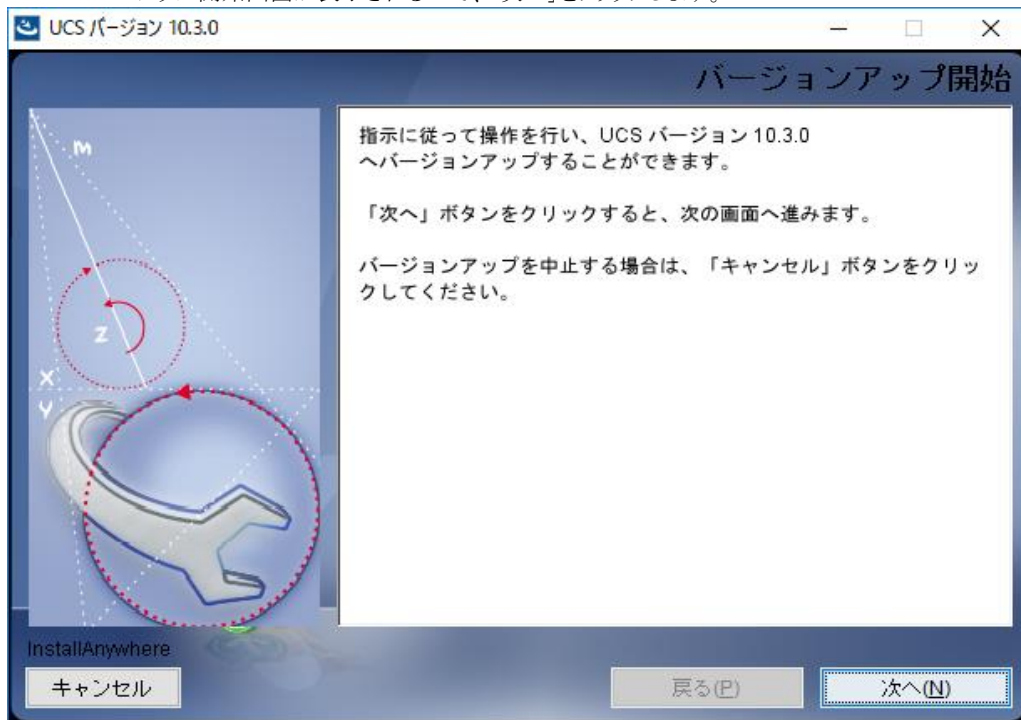 UCS バージョン 10.3.0
バージョンアップ開始
指示に従って操作を行い、UCS バージョン 10.3.0
へバージョンアップすることができます。
「次へ」ボタンをクリックすると、次の画面へ進みます。
バージョンアップを中止する場合は、「キャンセル」ボタンをクリッ
クしてください。
M
Z
X
Y
InstallAnywhere
キャンセル
戻る(P)
次へ(N)